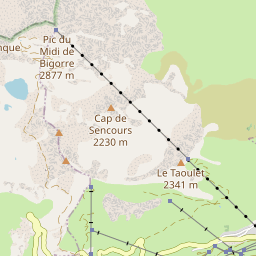 Pic du
Midi de
Bigorre
2877 m
nque
Cap de
Sencours
2230 m
Le Taoulet
2341 m